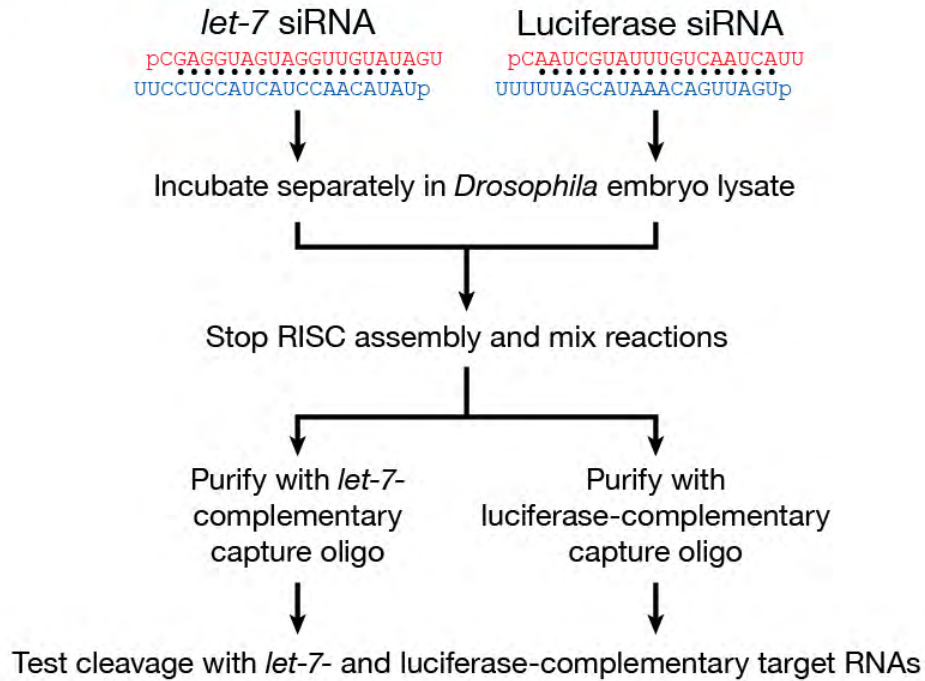 let-7 siRNA
Luciferase siRNA
pCGAGGUAGUAGGUUGUAUAGU
pCAAUCGUAUUUGUCAAUCAUU
UUCCUCCAUCAUCCAACAUAUp
UUUUUAGCAUAAACAGUUAGUp
Incubate separately in Drosophila embryo lysate
Stop RISC assembly and mix reactions
Purify with let-7-
complementary
capture oligo
Purify with
luciferase-complementary
capture oligo
Test cleavage with let-7- and luciferase-complementary target RNAs